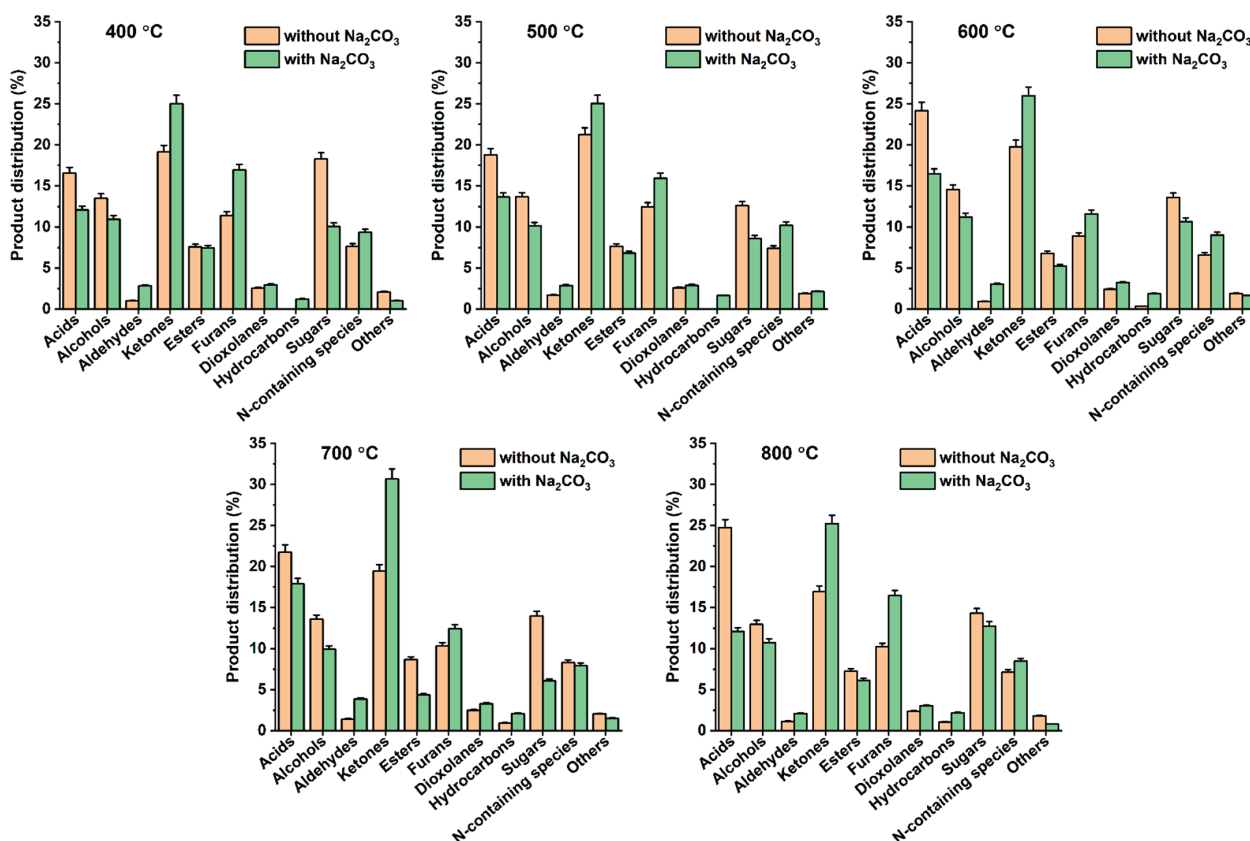 400 °C
without Na₂CO₃
with Na₂CO₃
Product distribution (%)
35
30
25
20
15
10
5
0
Acids
Alcohols
Aldehydes
Ketones
Esters
Furans
Dioxolanes
Hydrocarbons
Sugars
N-containing species
Others
500 °C
without Na₂CO₃
with Na₂CO₃
Product distribution (%)
35
30
25
20
15
10
5
0
Acids
Alcohols
Aldehydes
Ketones
Esters
Furans
Dioxolanes
Hydrocarbons
Sugars
N-containing species
Others
600 °C
without Na₂CO₃
with Na₂CO₃
Product distribution (%)
35
30
25
20
15
10
5
0
Acids
Alcohols
Aldehydes
Ketones
Esters
Furans
Dioxolanes
Hydrocarbons
Sugars
N-containing species
Others
700 °C
without Na₂CO₃
with Na₂CO₃
Product distribution (%)
35
30
25
20
15
10
5
0
Acids
Alcohols
Aldehydes
Ketones
Esters
Furans
Dioxolanes
Hydrocarbons
Sugars
N-containing species
Others
800 °C
without Na₂CO₃
with Na₂CO₃
Product distribution (%)
35
30
25
20
15
10
5
0
Acids
Alcohols
Aldehydes
Ketones
Esters
Furans
Dioxolanes
Hydrocarbons
Sugars
N-containing species
Others